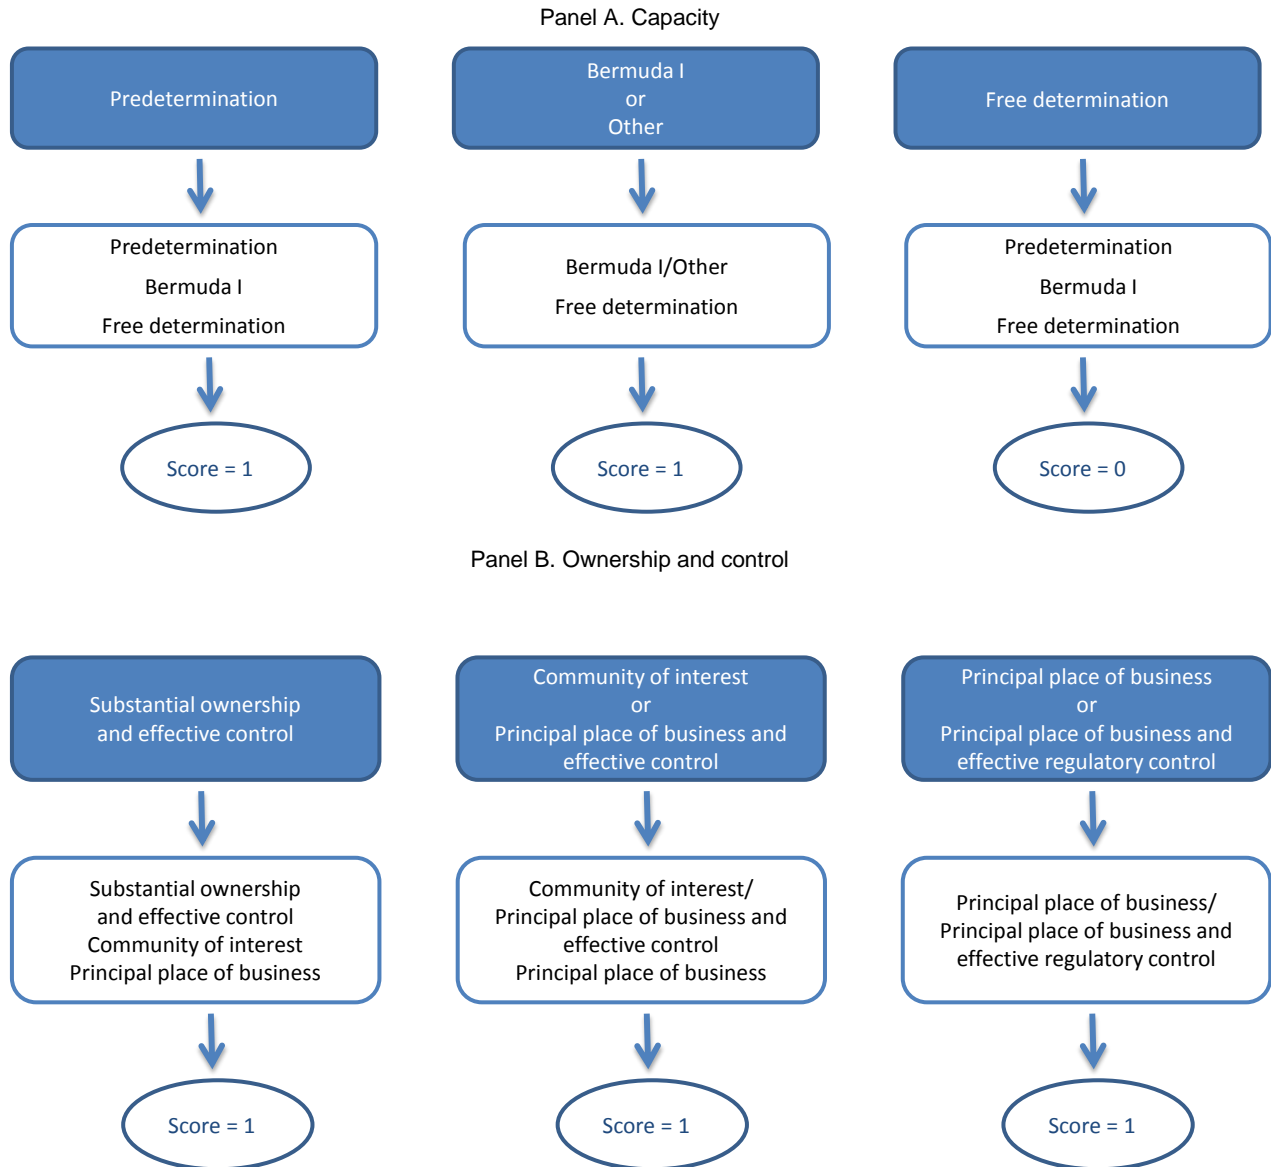 Panel A. Capacity
Predetermination
Bermuda I
or
Other
Free determination
Predetermination
Bermuda I
Free determination
Bermuda I/Other
Free determination
Predetermination
Bermuda I
Free determination
Score = 1
Score = 1
Score = 0
Panel B. Ownership and control
Substantial ownership
and effective control
Community of interest
or
Principal place of business and
effective control
Principal place of business
or
Principal place of business and
effective regulatory control
Substantial ownership
and effective control
Community of interest
Principal place of business
Community of interest/
Principal place of business and
effective control
Principal place of business
Principal place of business/
Principal place of business and
effective regulatory control
Score = 1
Score = 1
Score = 1